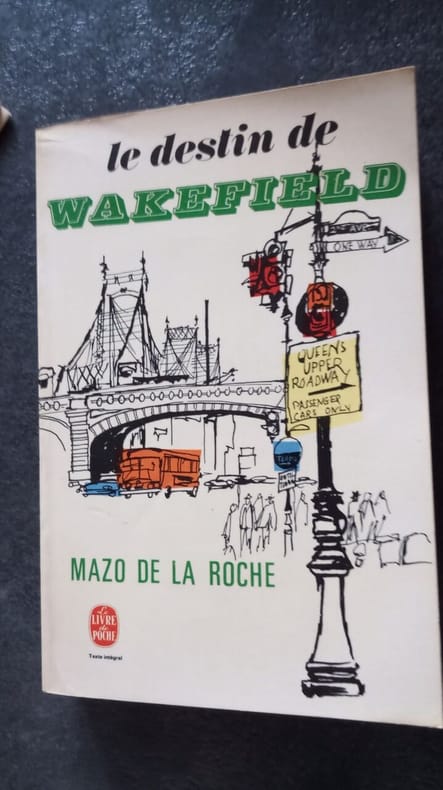 le destin de
WAKEFIELD
2ND AVE
ONE WAY
QUEENS
UPPER
ROADWAY
PASSENGER
CARS ONLY
MAZO DE LA ROCHE
Le
LIVRE
de
POCHE
Texte intégral